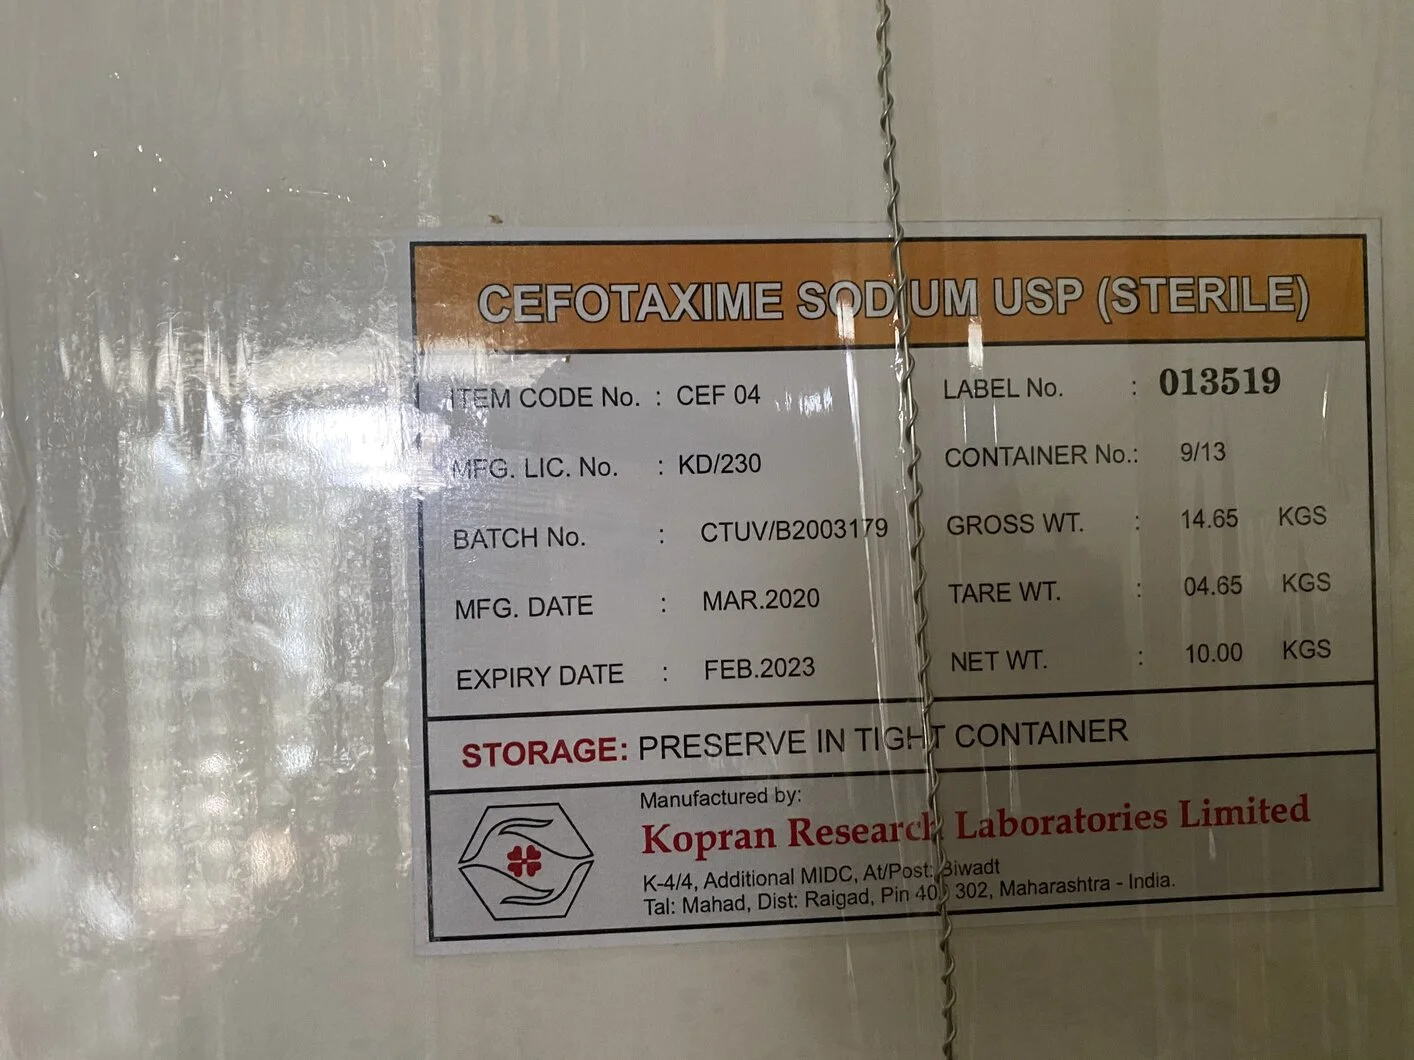 CEFOTAXIME SODIUM USP (STERILE)
ITEM CODE No. : CEF 04 LABEL No. : 013519
MFG. LIC. No. : KD/230 CONTAINER No.: 9/13
BATCH No. : CTUV/B2003179 GROSS WT. : 14.65 KGS
MFG. DATE : MAR.2020 TARE WT. : 04.65 KGS
EXPIRY DATE : FEB.2023 NET WT. : 10.00 KGS
STORAGE: PRESERVE IN TIGHT CONTAINER
Manufactured by:
Kopran Research Laboratories Limited
K-4/4, Additional MIDC, At/Post: Biwadt
Tal: Mahad, Dist: Raigad, Pin 302, Maharashtra - India.